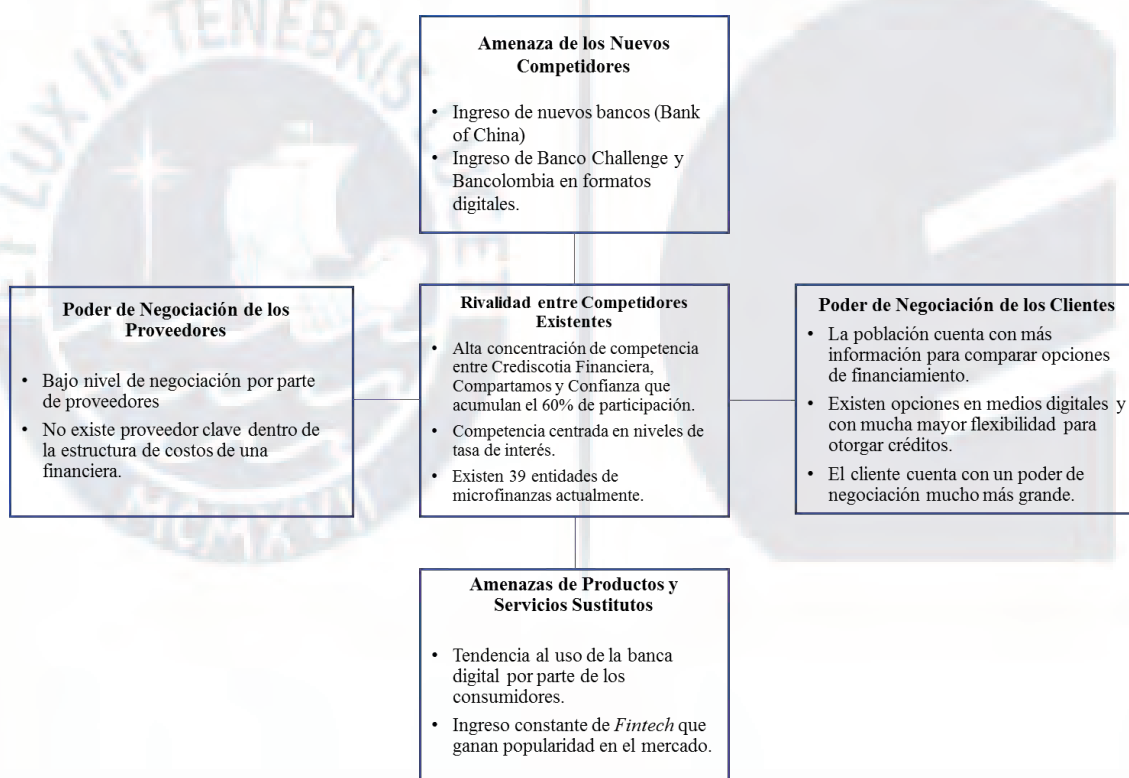 ET LUX IN TENEBRIS LUCET
MCMXVII
Amenaza de los Nuevos
Competidores
• Ingreso de nuevos bancos (Bank
of China)
• Ingreso de Banco Challenge y
Bancolombia en formatos
digitales.
Poder de Negociación de los
Proveedores
• Bajo nivel de negociación por parte
de proveedores
• No existe proveedor clave dentro de
la estructura de costos de una
financiera.
Rivalidad entre Competidores
Existentes
• Alta concentración de competencia
entre Crediscotia Financiera,
Compartamos y Confianza que
acumulan el 60% de participación.
• Competencia centrada en niveles de
tasa de interés.
• Existen 39 entidades de
microfinanzas actualmente.
Poder de Negociación de los Clientes
• La población cuenta con más
información para comparar opciones
de financiamiento.
• Existen opciones en medios digitales y
con mucha mayor flexibilidad para
otorgar créditos.
• El cliente cuenta con un poder de
negociación mucho más grande.
Amenazas de Productos y
Servicios Sustitutos
• Tendencia al uso de la banca
digital por parte de los
consumidores.
• Ingreso constante de Fintech que
ganan popularidad en el mercado.